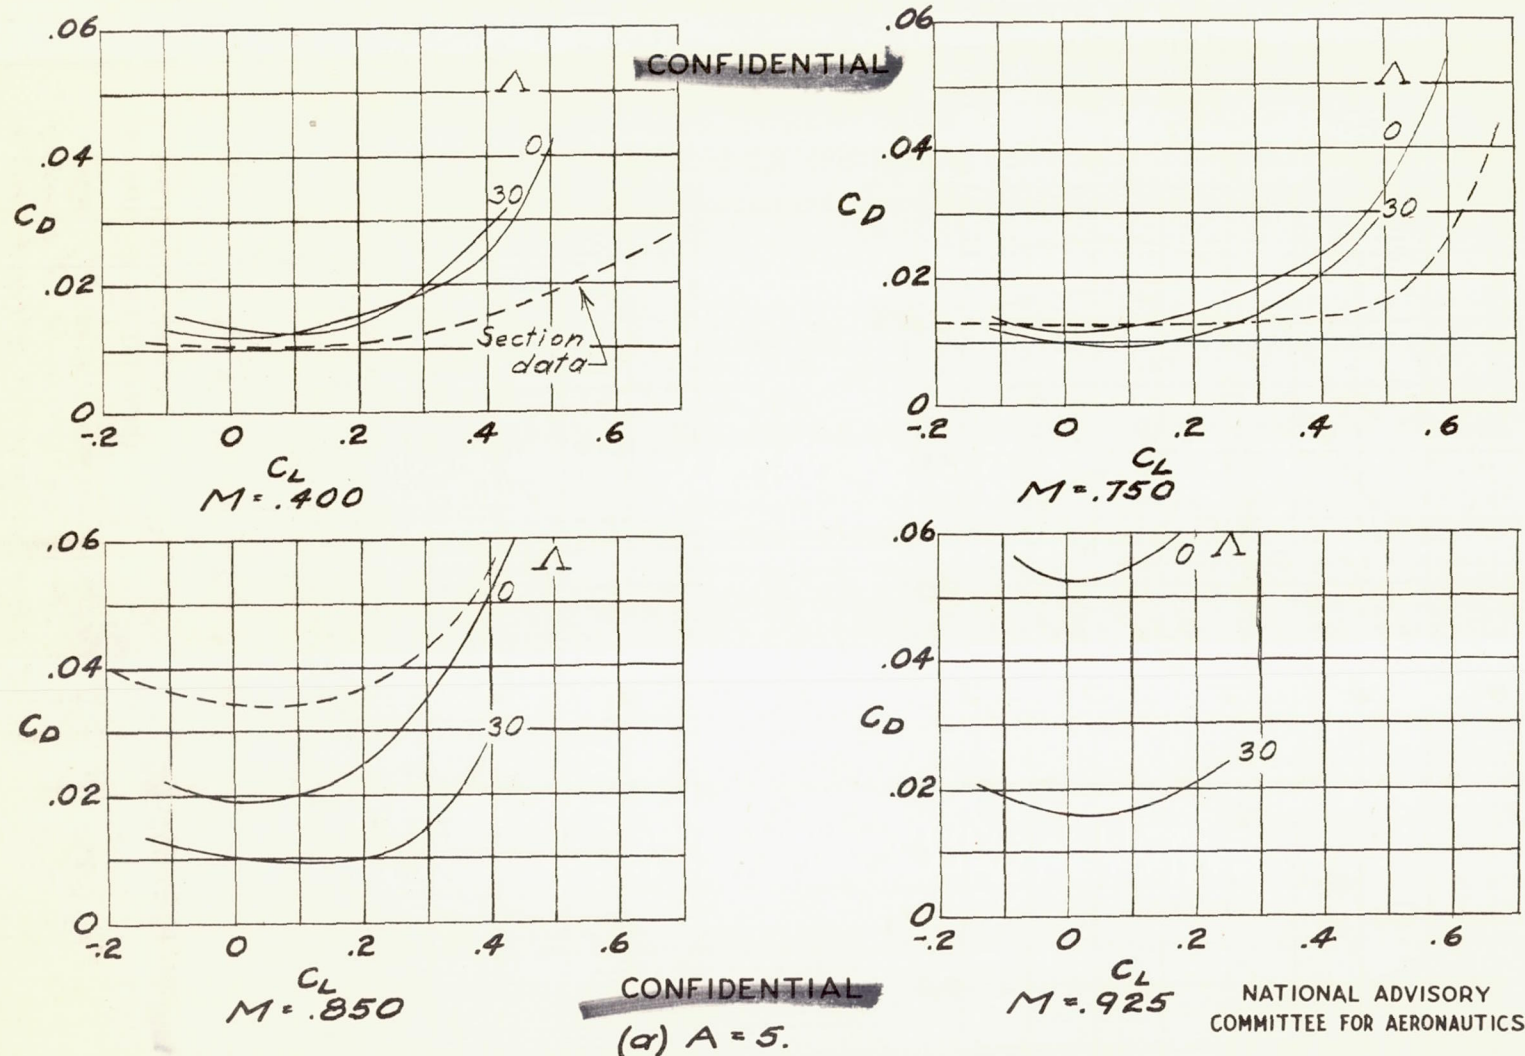 CONFIDENTIAL
.06
.04
.02
0
C_D
Λ
0
30
Section
data
-.2 0 .2 .4 .6
C_L
M = .400
.06
.04
.02
0
C_D
Λ
0
30
-.2 0 .2 .4 .6
C_L
M = .750
.06
.04
.02
0
C_D
Λ
0
30
-.2 0 .2 .4 .6
C_L
M = .850
.06
.04
.02
0
C_D
0 Λ
30
-.2 0 .2 .4 .6
C_L
M = .925
CONFIDENTIAL
(a) A = 5.
NATIONAL ADVISORY
COMMITTEE FOR AERONAUTICS